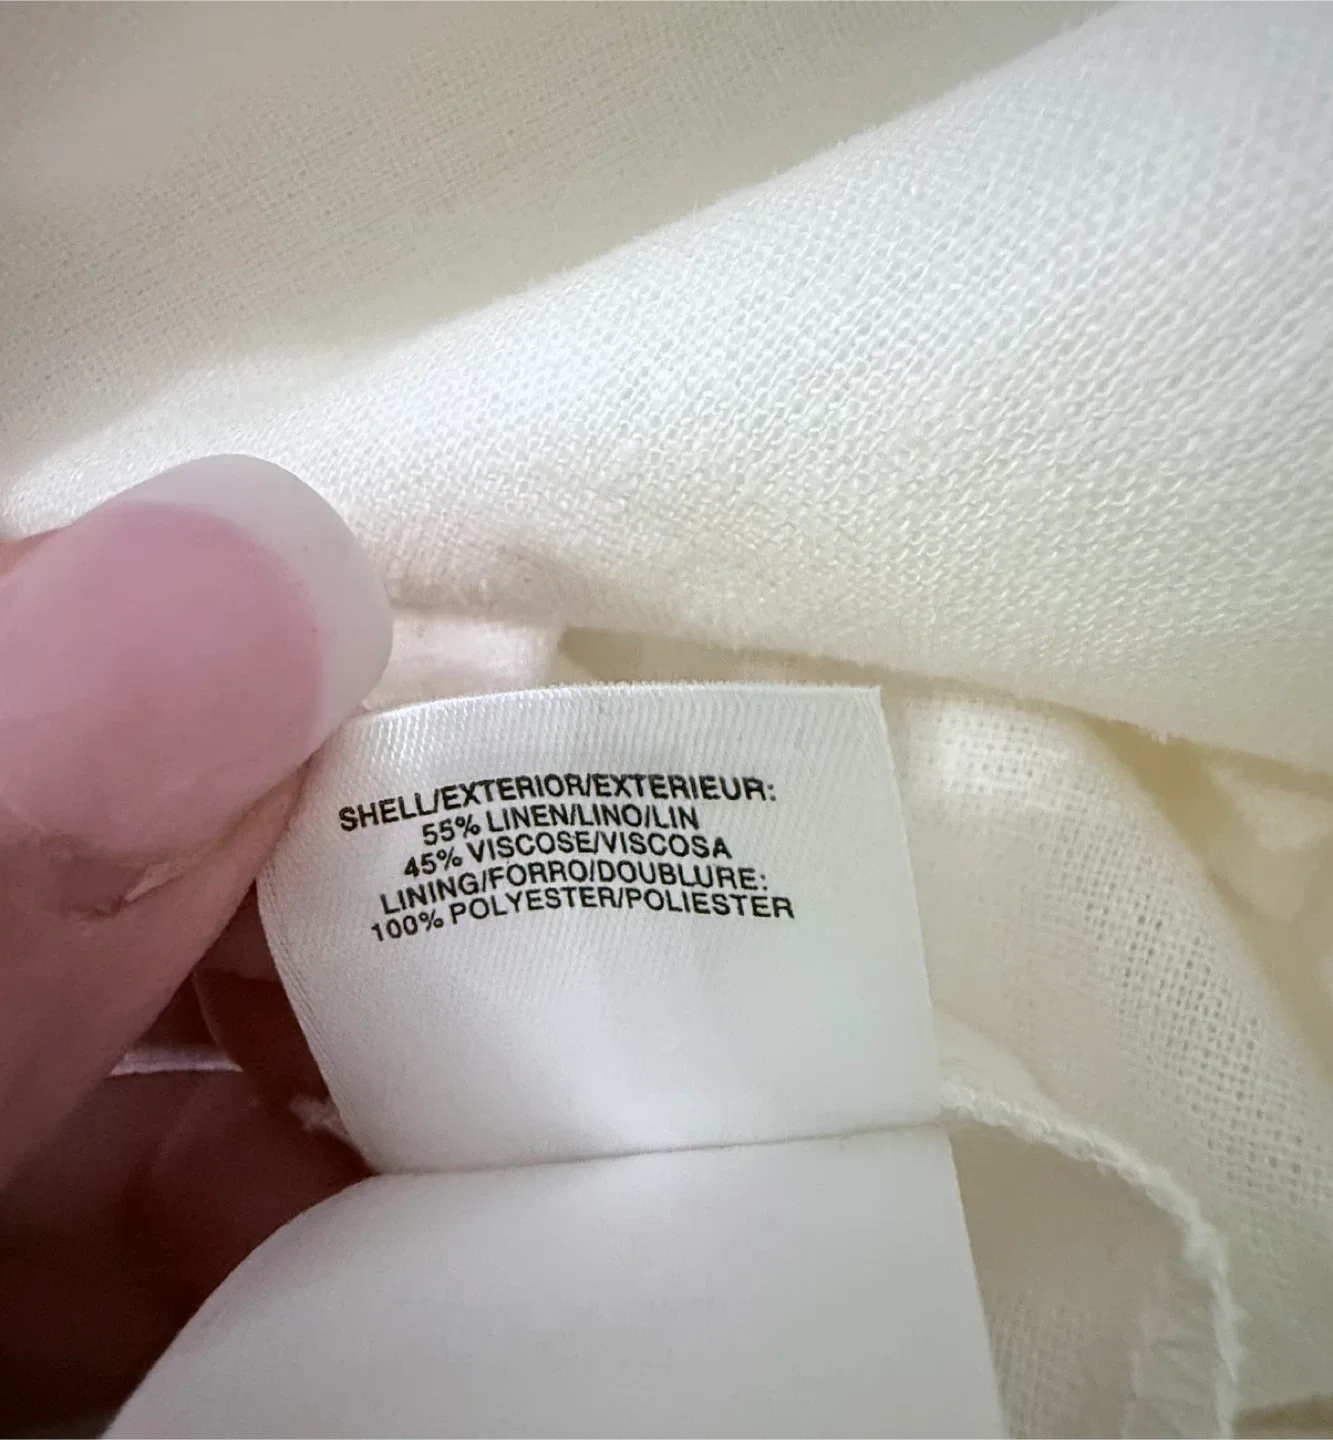 SHELL/EXTERIOR/EXTERIEUR:
55% LINEN/LINO/LIN
45% VISCOSE/VISCOSA
LINING/FORRO/DOUBLURE:
100% POLYESTER/POLIESTER